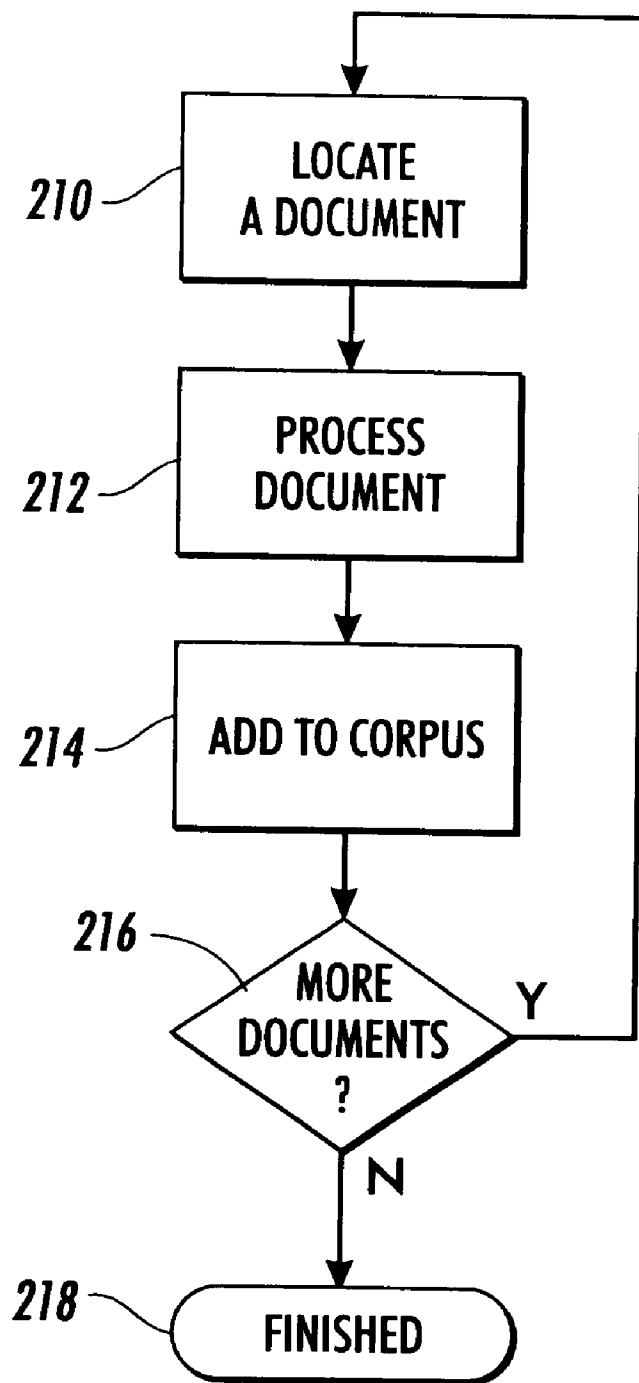 210
LOCATE
A DOCUMENT
212
PROCESS
DOCUMENT
214
ADD TO CORPUS
216
MORE
DOCUMENTS
?
Y
N
218
FINISHED